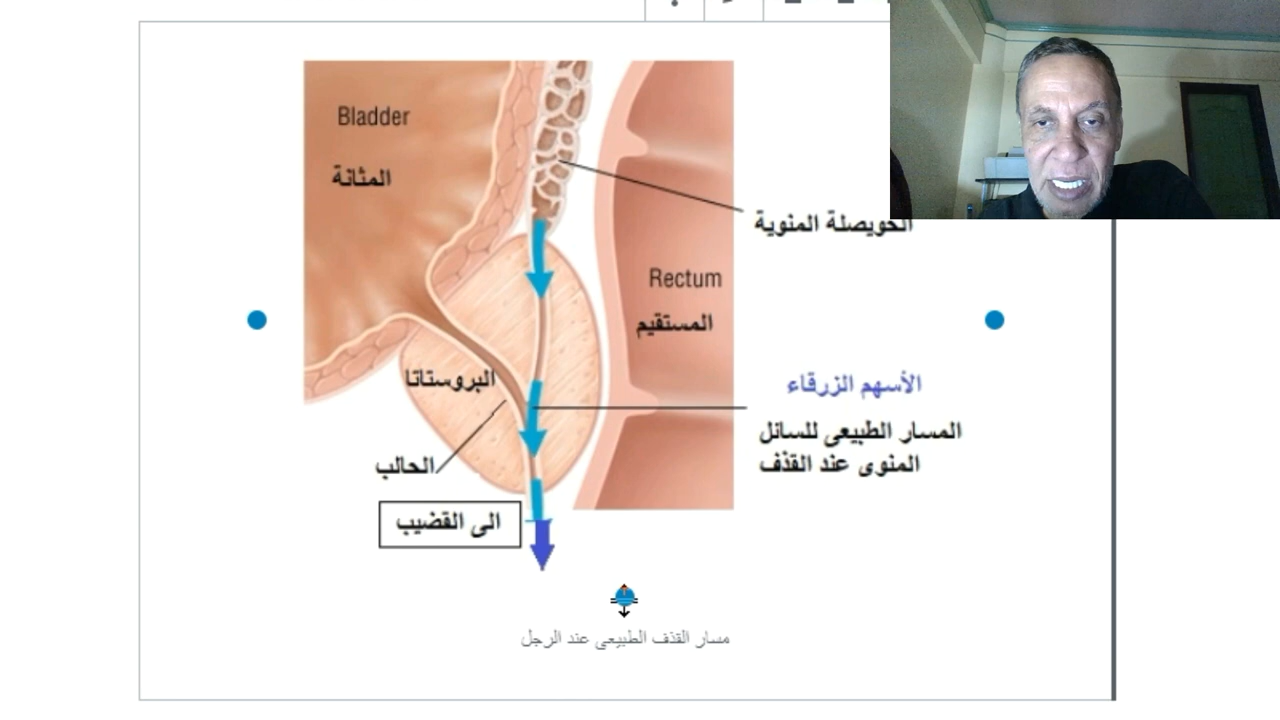 Bladder
المثانة
الحويصلة المنوية
Rectum
المستقيم
البروستاتا
الأسهم الزرقاء
المسار الطبيعى للسائل
المنوى عند القذف
الحالب
الى القضيب
مسار القذف الطبيعى عند الرجل